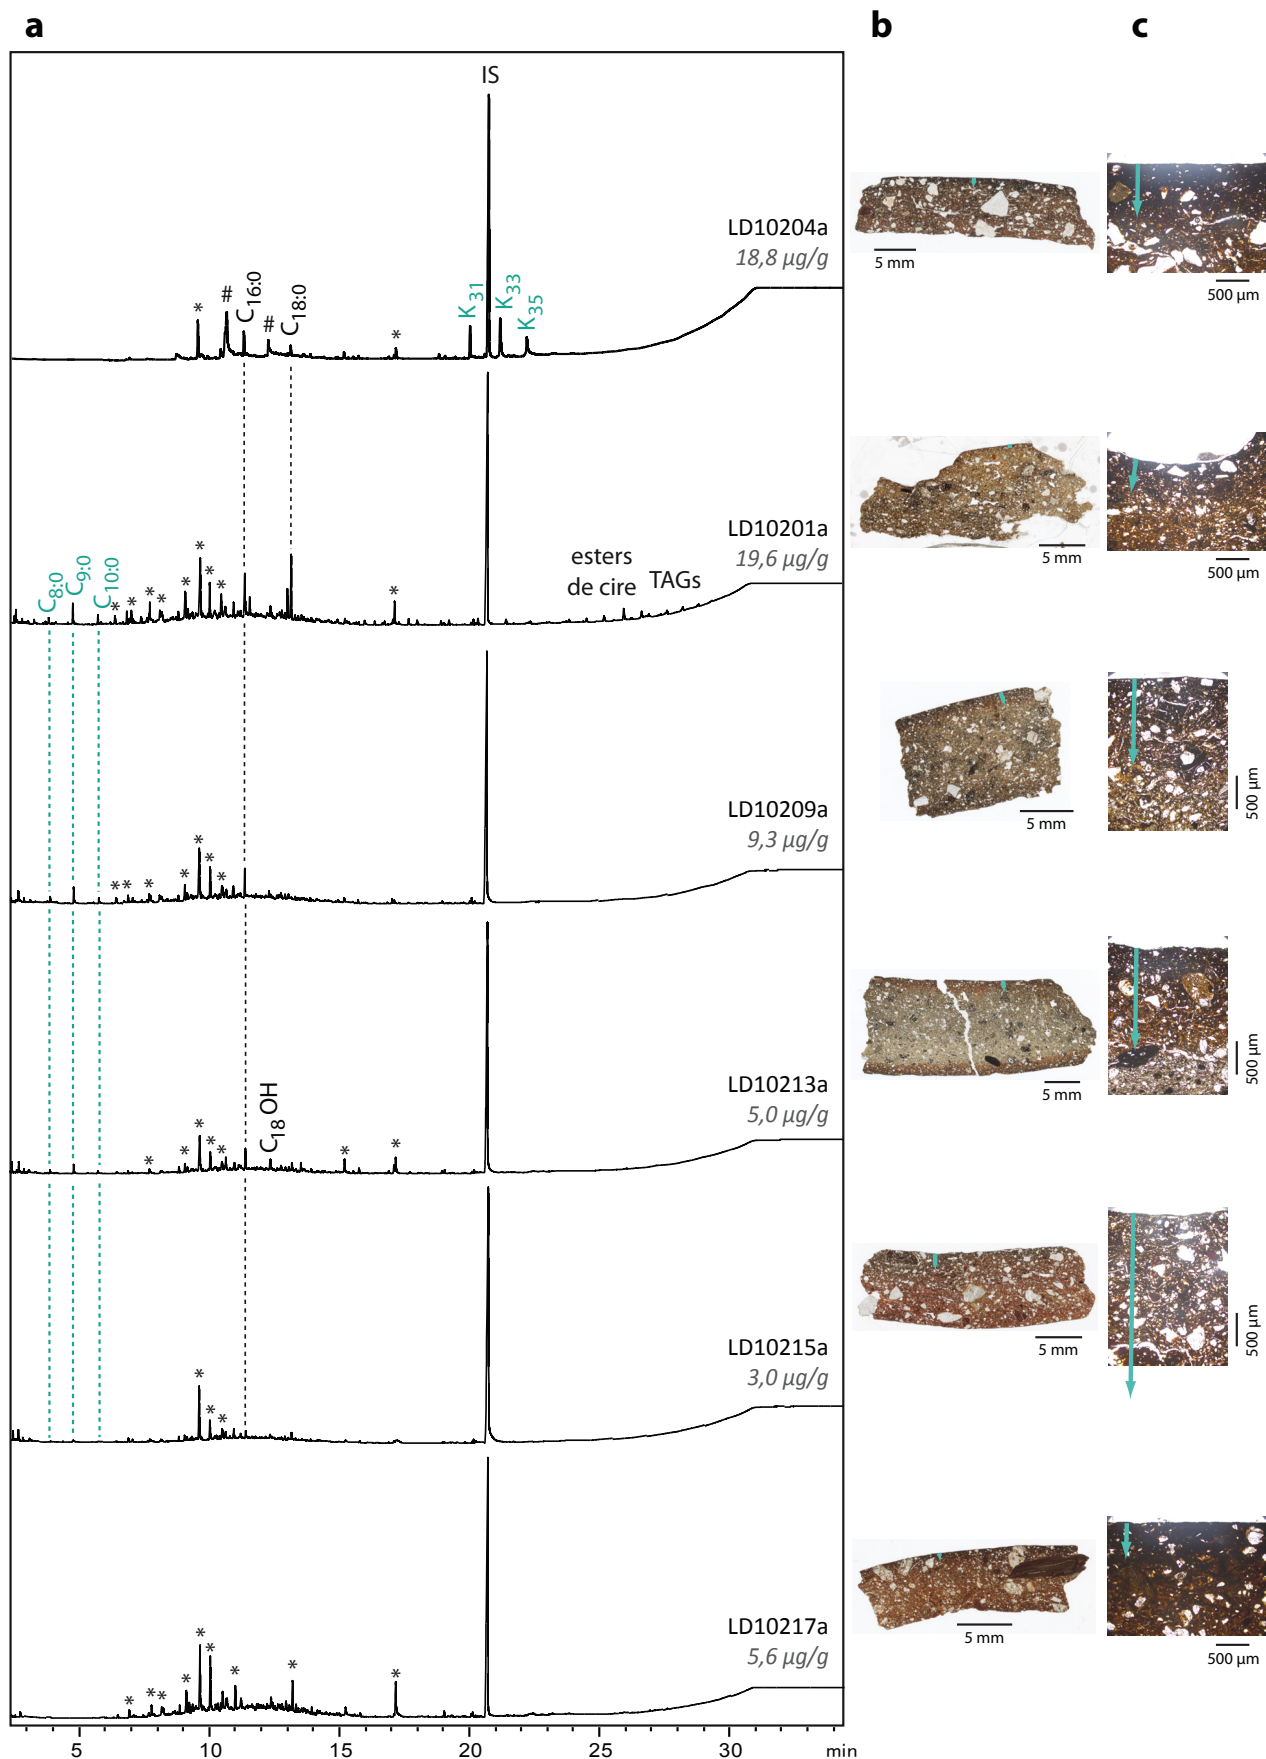 a
b
c
IS
LD10204a
18,8 µg/g
*
#
C16:0
#
C18:0
*
K31
K33
K35
5 mm
500 µm
LD10201a
19,6 µg/g
C8:0
C9:0
C10:0
*
*
*
*
*
*
*
*
*
esters
de cire
TAGs
5 mm
500 µm
LD10209a
9,3 µg/g
**
*
*
*
*
*
5 mm
500 µm
LD10213a
5,0 µg/g
*
*
*
*
*
C18OH
*
*
5 mm
500 µm
LD10215a
3,0 µg/g
*
*
*
5 mm
500 µm
LD10217a
5,6 µg/g
*
*
*
*
*
*
*
*
*
5 mm
500 µm
5 10 15 20 25 30 min